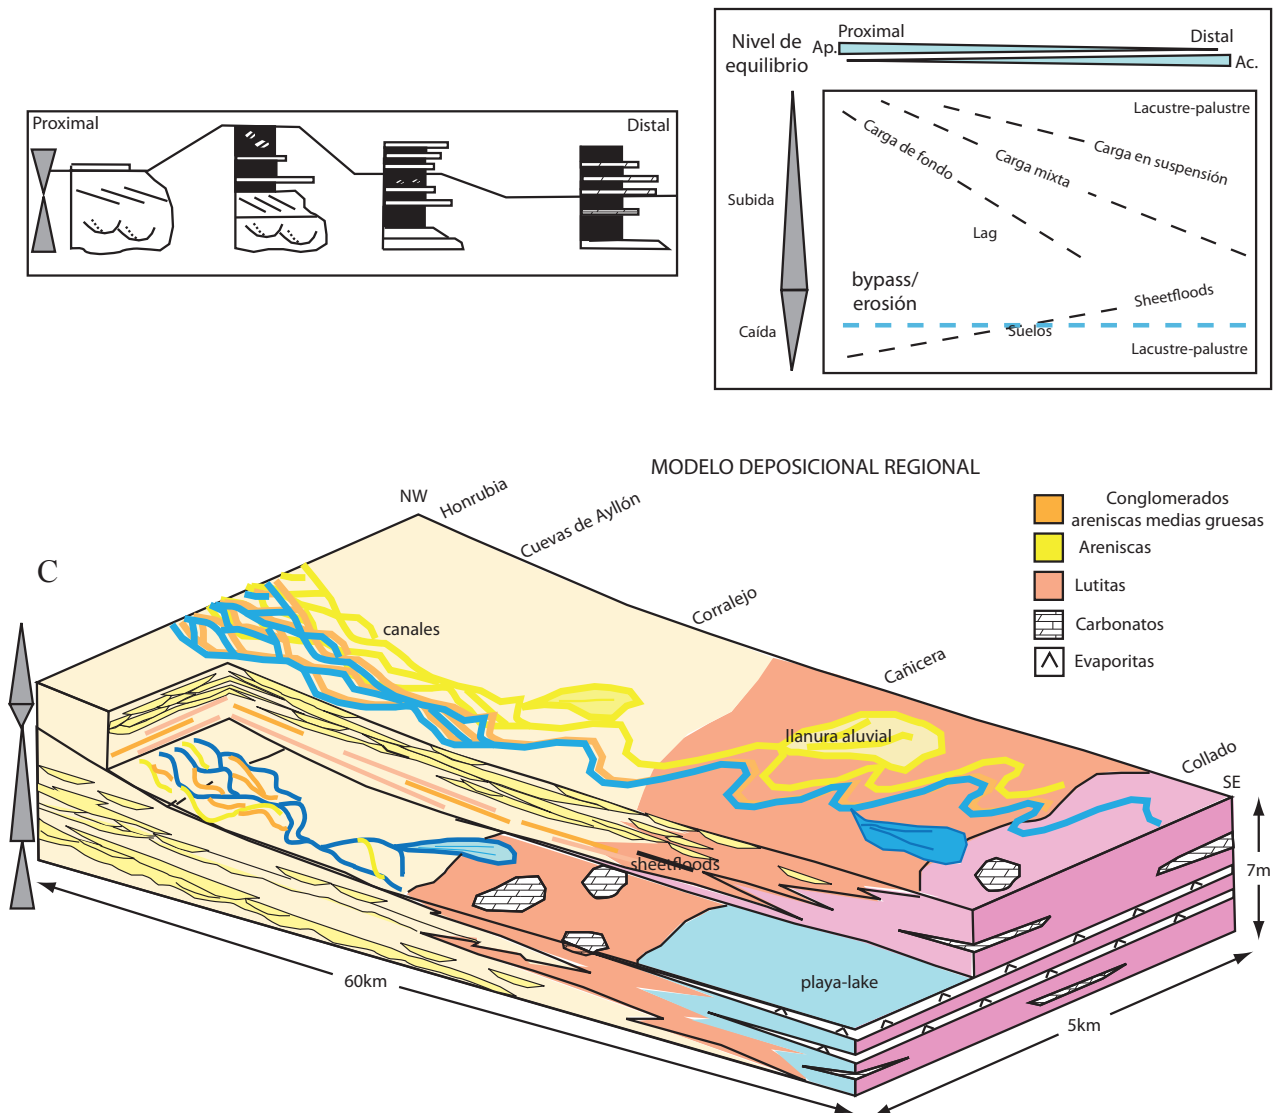 Proximal
Distal
Nivel de
equilibrio
Proximal
Distal
Ap.
Ac.
Lacustre-palustre
Carga de fondo
Carga mixta
Carga en suspensión
Subida
Lag
bypass/
erosión
Sheetfloods
Caída
Suelos
Lacustre-palustre
MODELO DEPOSICIONAL REGIONAL
NW
Honrubia
Cuevas de Ayllón
Corralejo
Cañicera
Collado
SE
Conglomerados
areniscas medias gruesas
Areniscas
Lutitas
Carbonatos
Evaporitas
C
canales
llanura aluvial
sheetfloods
playa-lake
7m
60km
5km